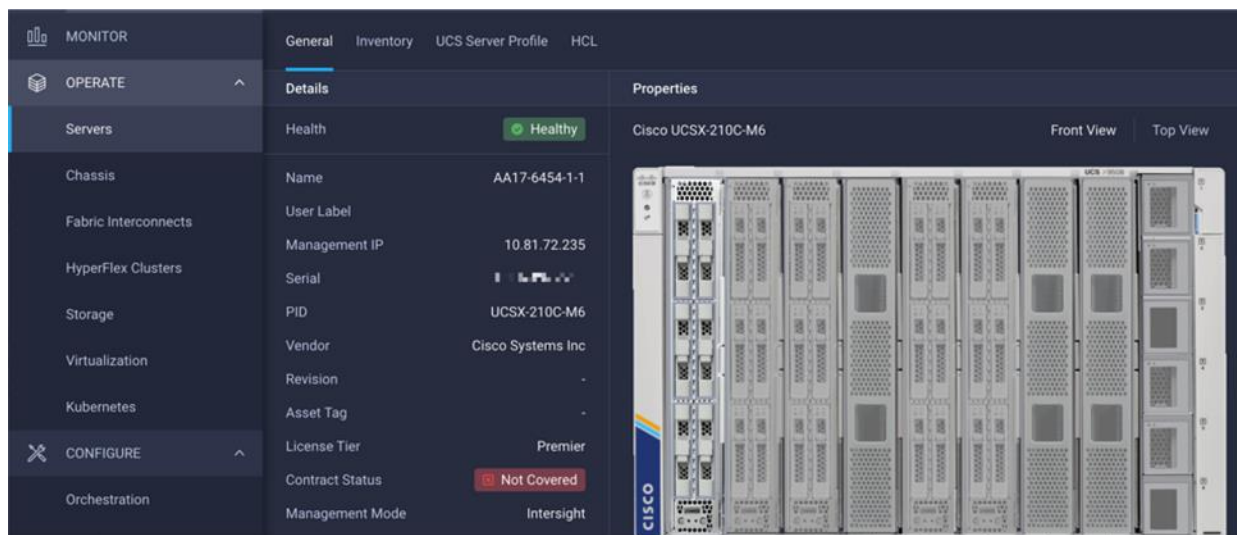 MONITOR
OPERATE
Servers
Chassis
Fabric Interconnects
HyperFlex Clusters
Storage
Virtualization
Kubernetes
CONFIGURE
Orchestration
General Inventory UCS Server Profile HCL
Details
Health Healthy
Name AA17-6454-1-1
User Label
Management IP 10.81.72.235
Serial
PID UCSX-210C-M6
Vendor Cisco Systems Inc
Revision -
Asset Tag -
License Tier Premier
Contract Status Not Covered
Management Mode Intersight
Properties
Cisco UCSX-210C-M6 Front View Top View
CISCO